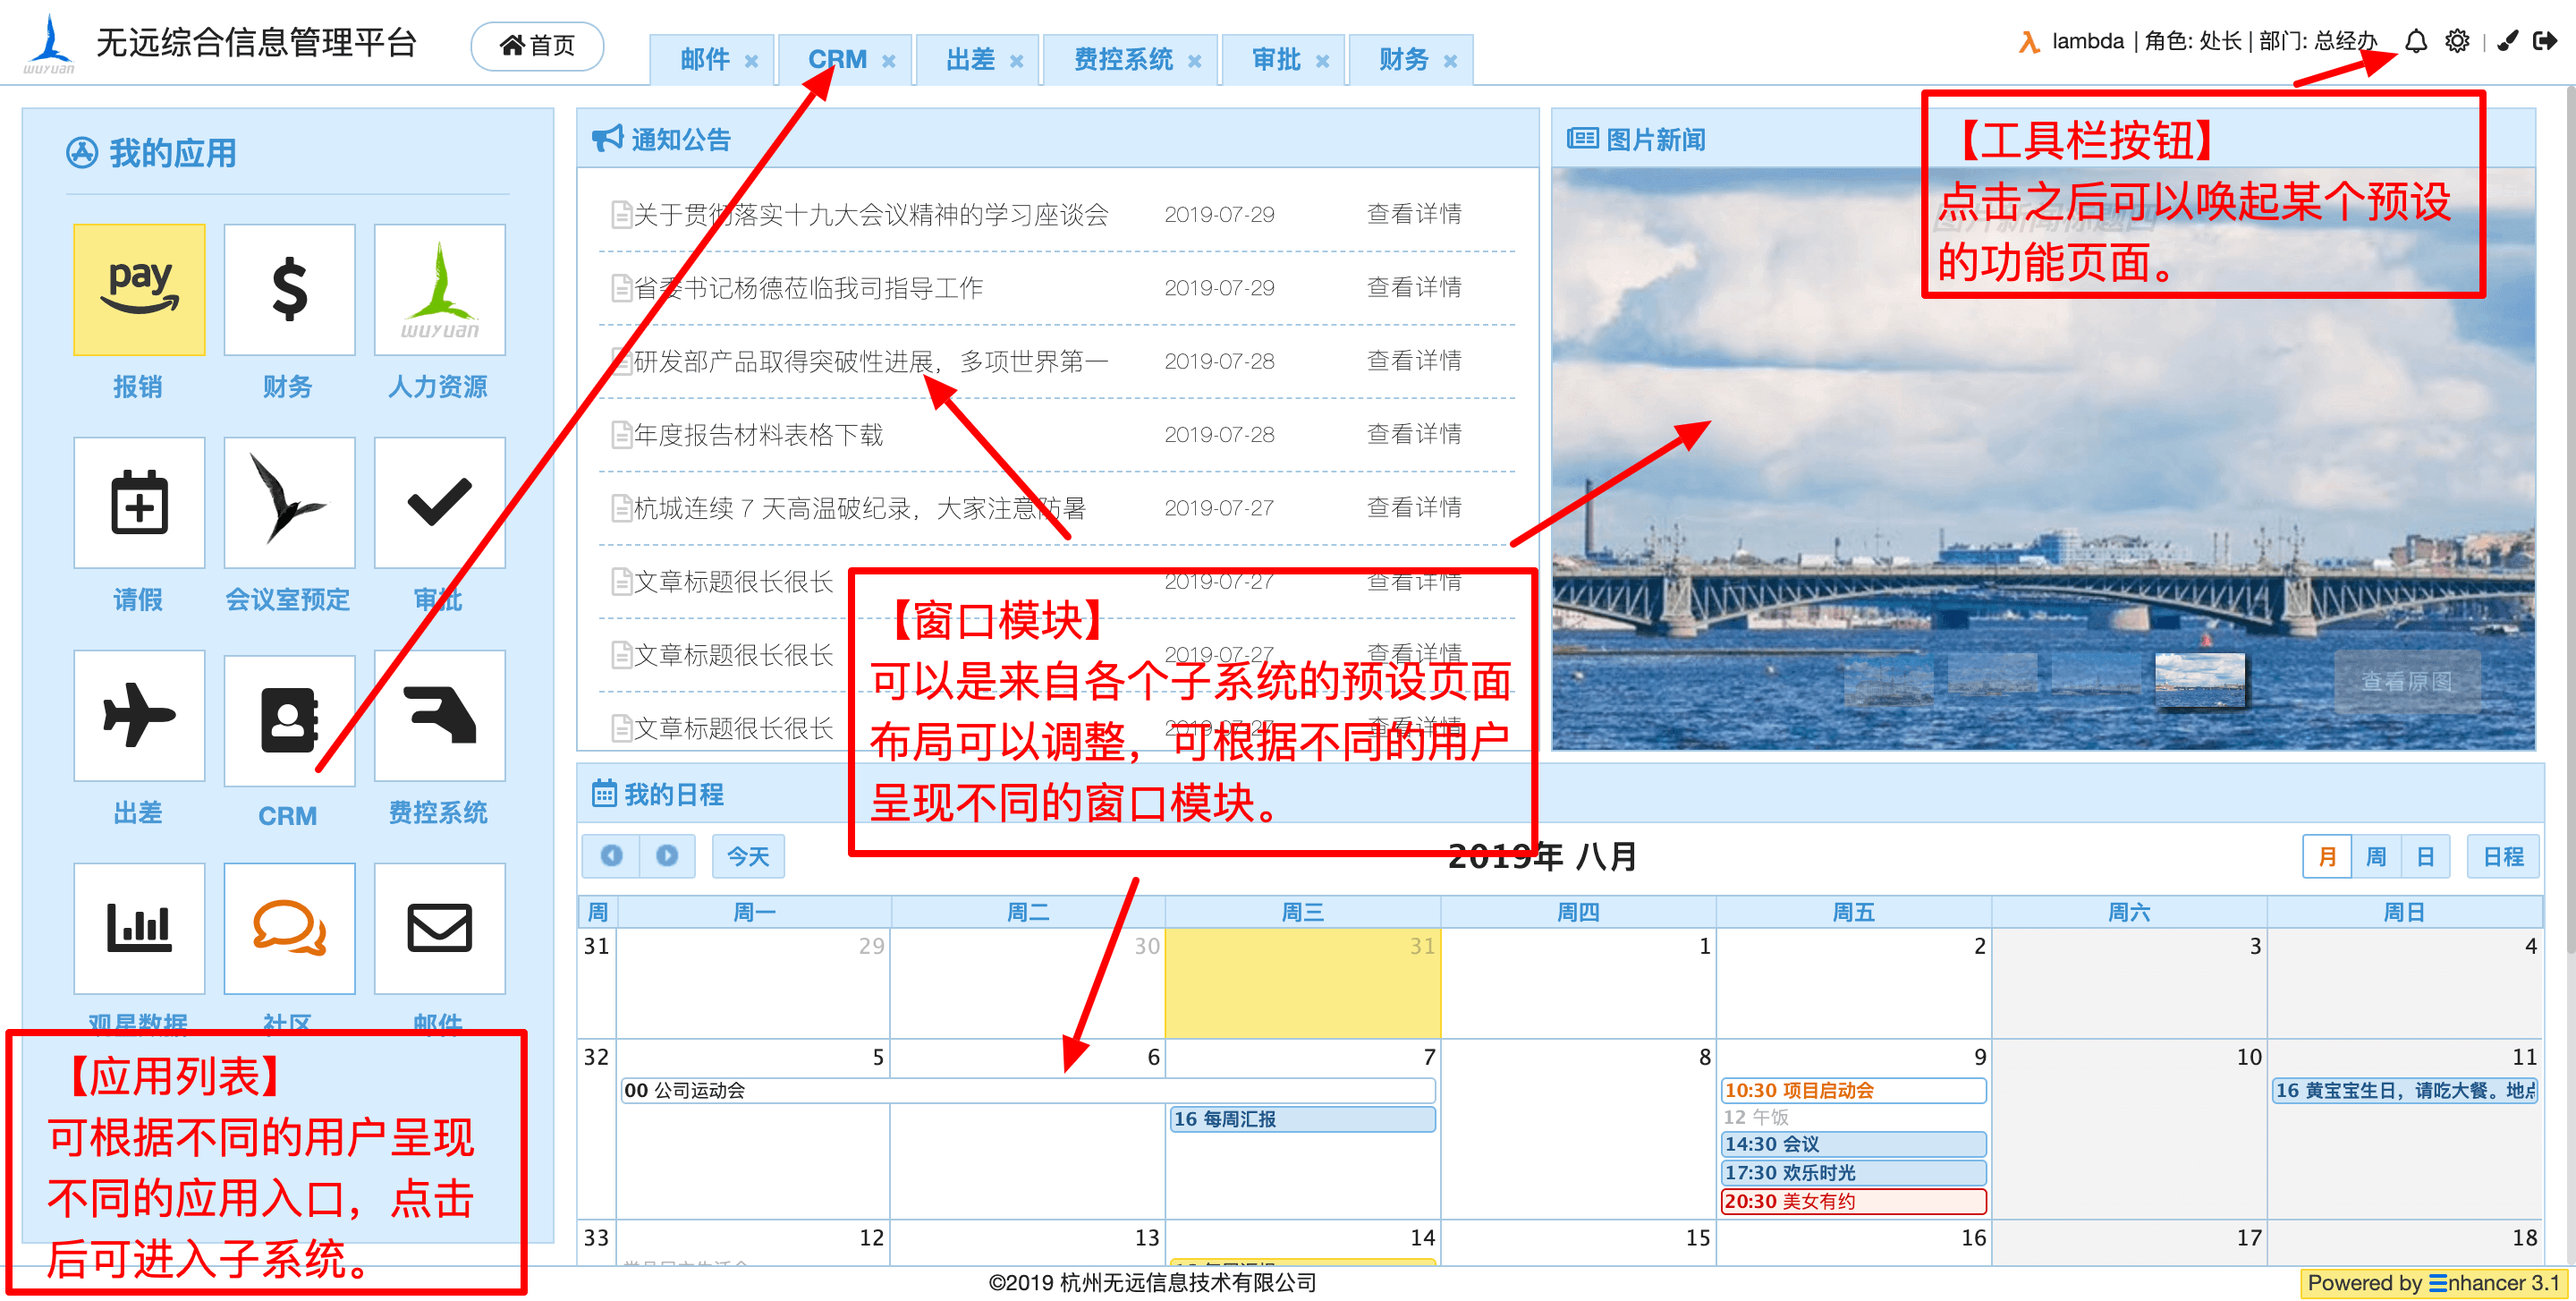 wuyuan
无远综合信息管理平台
首页
邮件
CRM
出差
费控系统
审批
财务
lambda | 角色: 处长 | 部门: 总经办
我的应用
pay
wuyuan
报销
财务
人力资源
请假
会议室预定
审批
出差
CRM
费控系统
观星数据
社区
邮件
【应用列表】
可根据不同的用户呈现
不同的应用入口，点击
后可进入子系统。
通知公告
关于贯彻落实十九大会议精神的学习座谈会 2019-07-29 查看详情
省委书记杨德莅临我司指导工作 2019-07-29 查看详情
研发部产品取得突破性进展，多项世界第一 2019-07-28 查看详情
年度报告材料表格下载 2019-07-28 查看详情
杭城连续 7 天高温破纪录，大家注意防暑 2019-07-27 查看详情
文章标题很长很长 2019-07-27 查看详情
文章标题很长很长 2019-07-27 查看详情
文章标题很长很长 2019-07-27 查看详情
【窗口模块】
可以是来自各个子系统的预设页面
布局可以调整，可根据不同的用户
呈现不同的窗口模块。
图片新闻
图片新闻标题四
【工具栏按钮】
点击之后可以唤起某个预设
的功能页面。
查看原图
我的日程
今天
2019年 八月
月 周 日 日程
周 周一 周二 周三 周四 周五 周六 周日
31 29 30 31 1 2 3 4
32 5 6 7 8 9 10 11
00 公司运动会
16 每周汇报
10:30 项目启动会
12 午饭
14:30 会议
17:30 欢乐时光
20:30 美女有约
16 黄宝宝生日，请吃大餐。地点
33 12 13 14 15 16 17 18
16 每周汇报
©2019 杭州无远信息技术有限公司
Powered by Enhancer 3.1